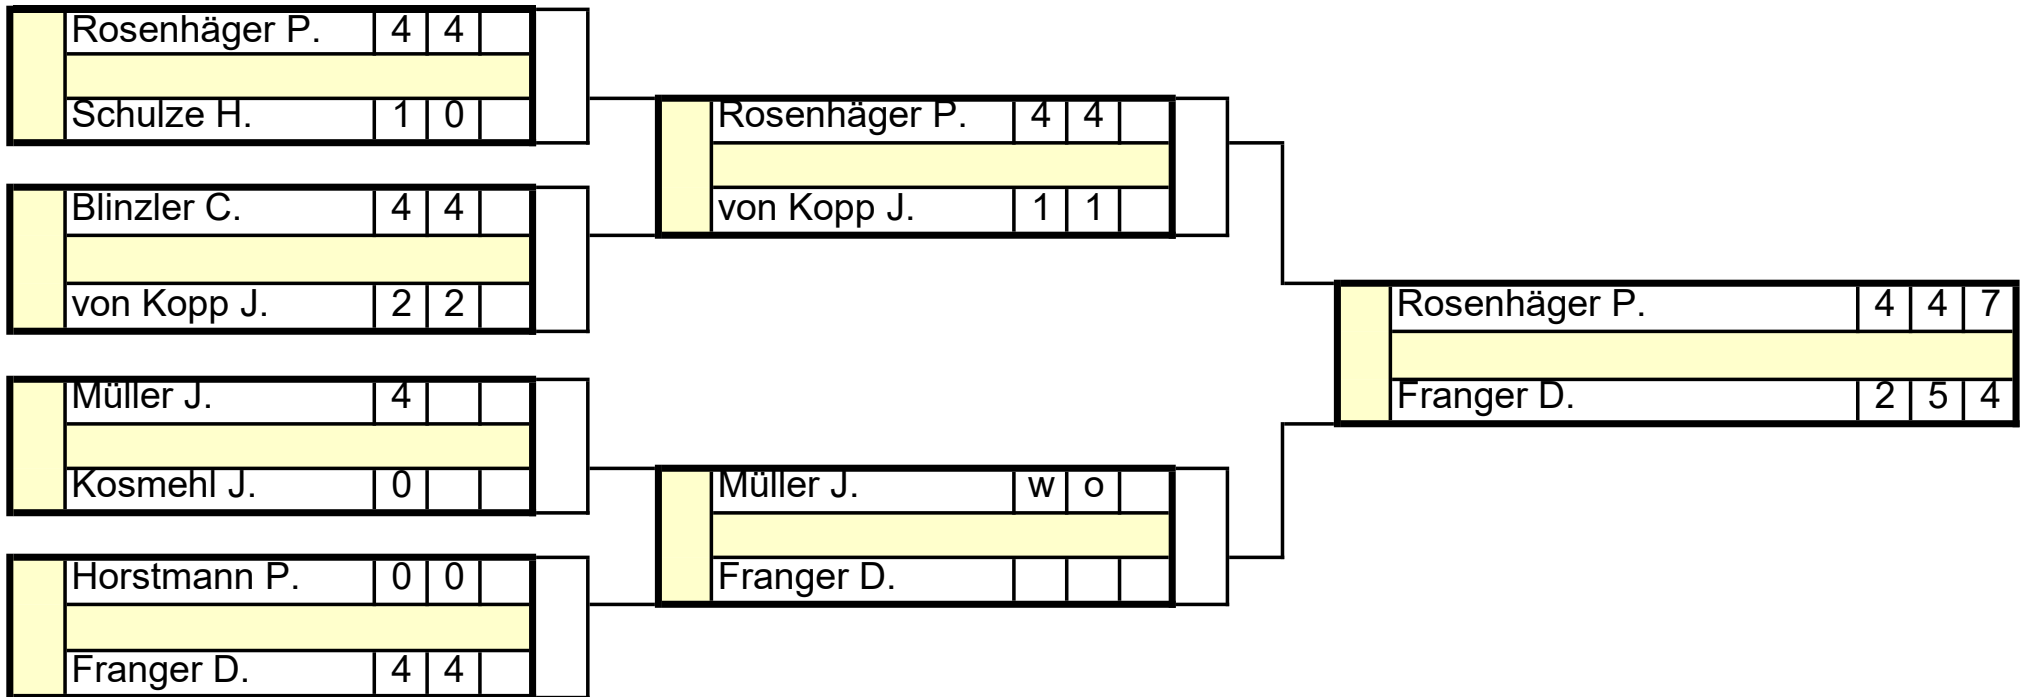 Rosenhäger P. 4 4
Schulze H. 1 0
Blinzler C. 4 4
von Kopp J. 2 2
Müller J. 4
Kosmehl J. 0
Horstmann P. 0 0
Franger D. 4 4
Rosenhäger P. 4 4
von Kopp J. 1 1
Müller J. w o
Franger D.
Rosenhäger P. 4 4 7
Franger D. 2 5 4